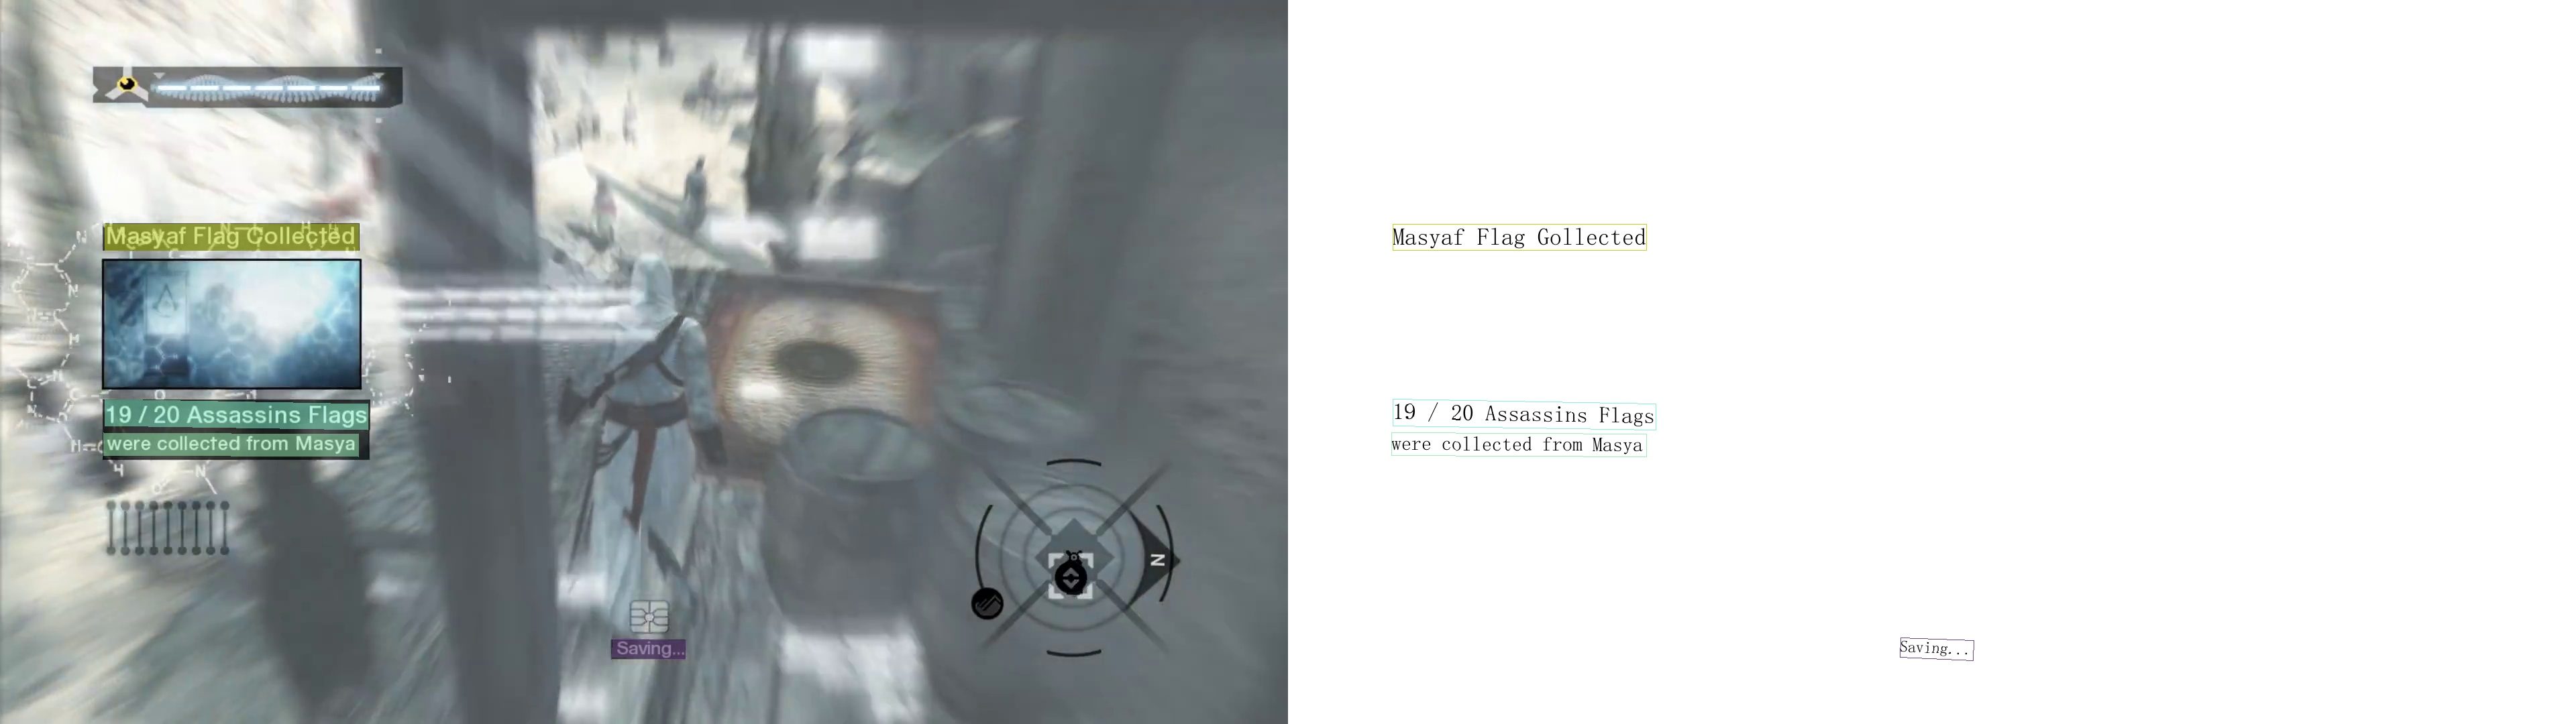 Masyaf Flag Collected
19 / 20 Assassins Flags
were collected from Masya
Saving...
N
Masyaf Flag Gollected
19 / 20 Assassins Flags
were collected from Masya
Saving...